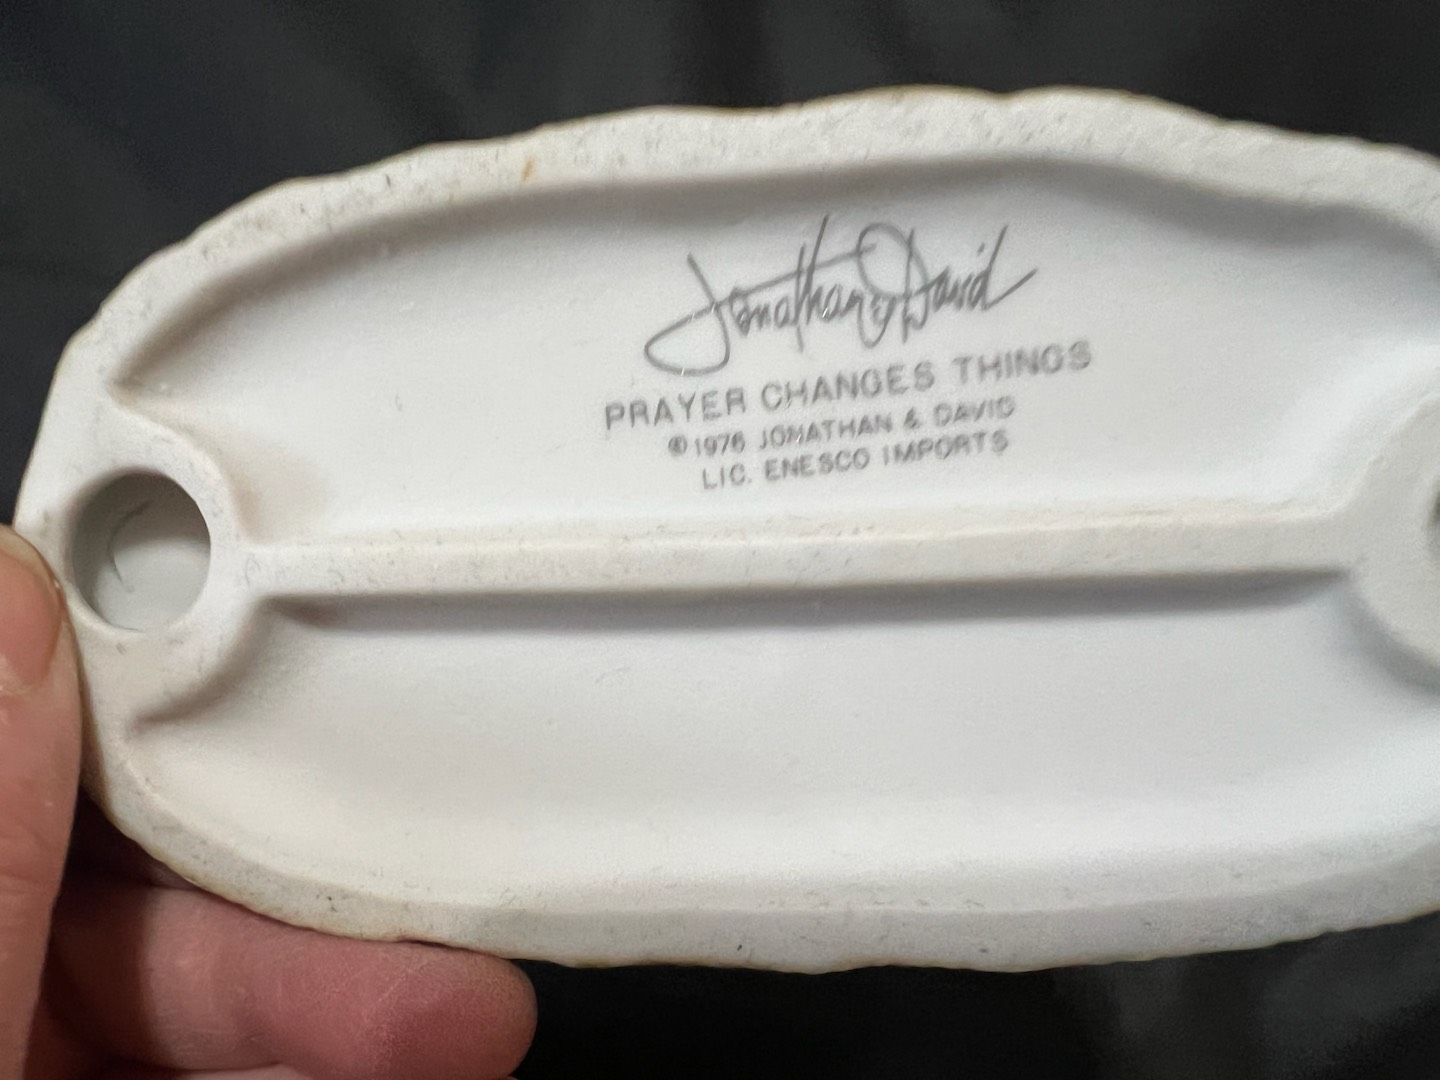 Jonathan & David
PRAYER CHANGES THINGS
© 1976 JONATHAN & DAVID
LIC. ENESCO IMPORTS